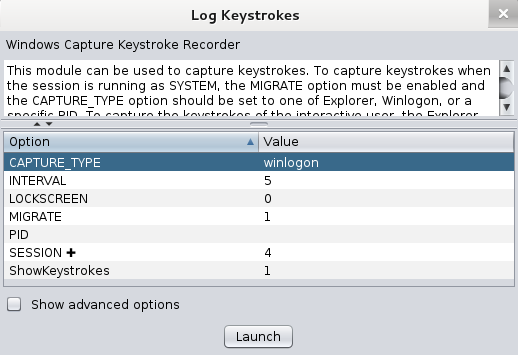 Log Keystrokes
Windows Capture Keystroke Recorder
This module can be used to capture keystrokes. To capture keystrokes when
the session is running as SYSTEM, the MIGRATE option must be enabled and
the CAPTURE_TYPE option should be set to one of Explorer, Winlogon, or a
specific PID. To capture the keystrokes of the interactive user, the Explorer
Option Value
CAPTURE_TYPE winlogon
INTERVAL 5
LOCKSCREEN 0
MIGRATE 1
PID
SESSION ✚ 4
ShowKeystrokes 1
Show advanced options
Launch